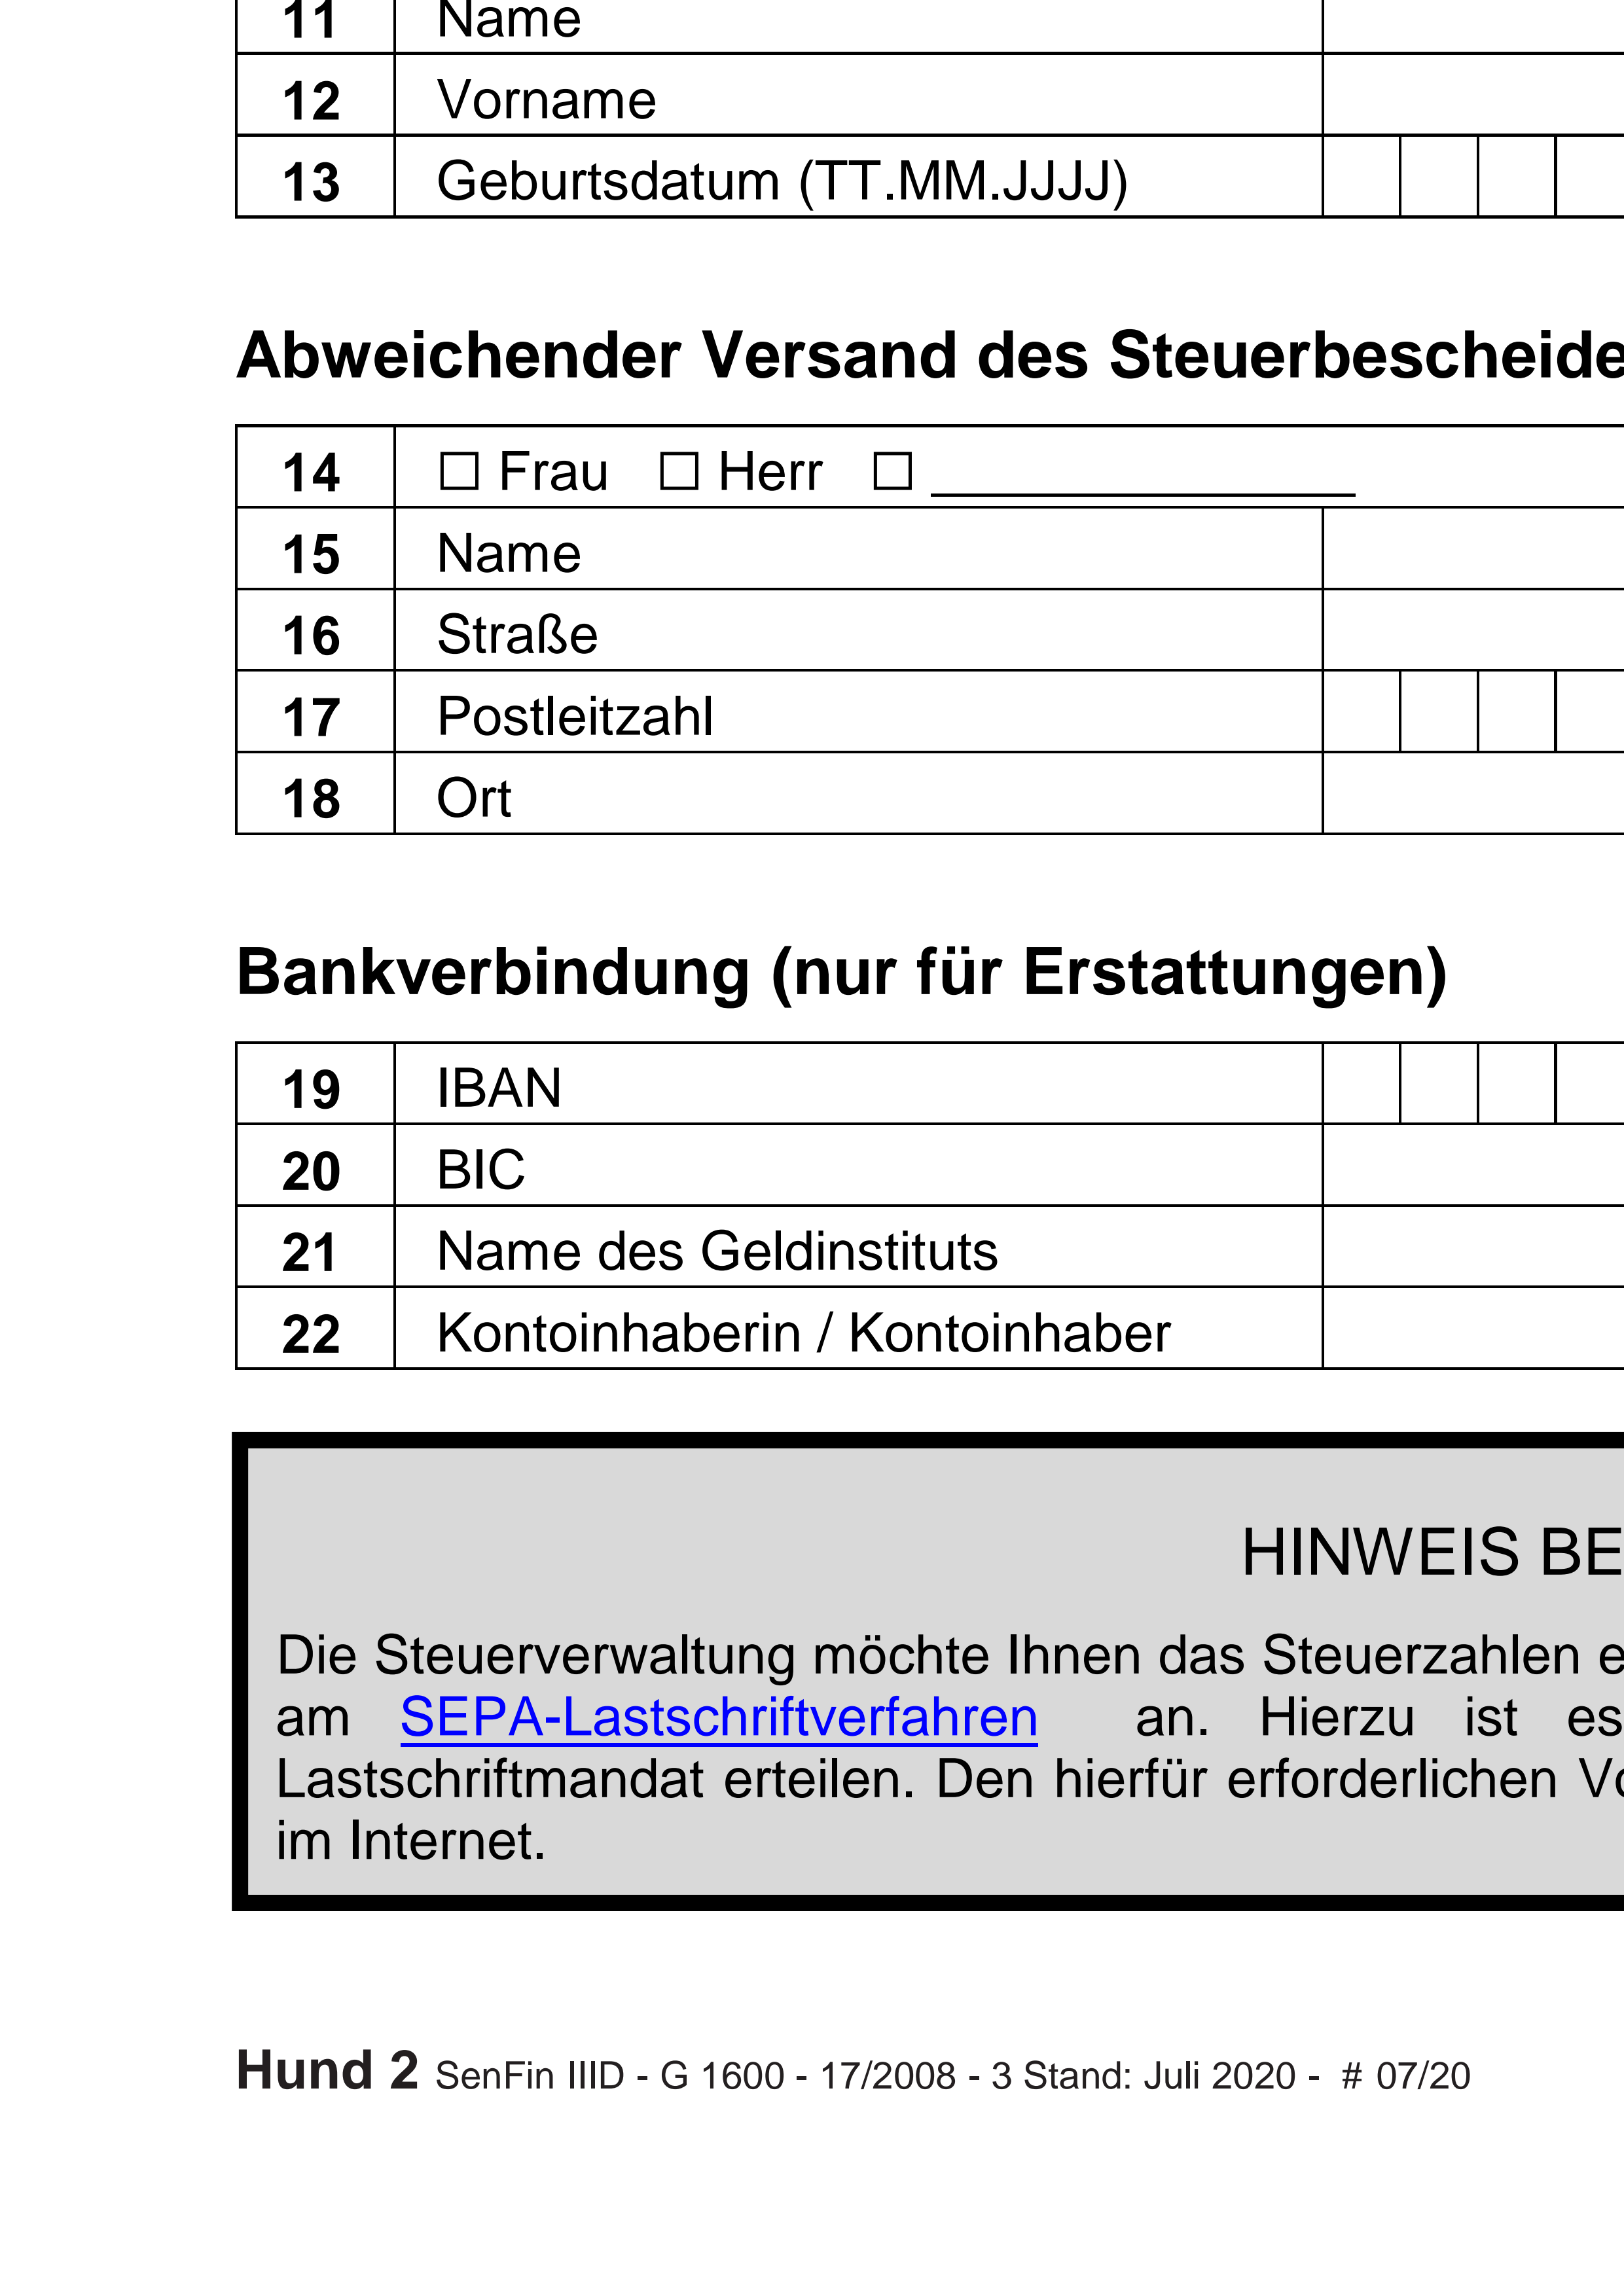 11 Name
12 Vorname
13 Geburtsdatum (TT.MM.JJJJ)
Abweichender Versand des Steuerbescheide
14 ☐ Frau ☐ Herr ☐ ______________
15 Name
16 Straße
17 Postleitzahl
18 Ort
Bankverbindung (nur für Erstattungen)
19 IBAN
20 BIC
21 Name des Geldinstituts
22 Kontoinhaberin / Kontoinhaber
HINWEIS BE
Die Steuerverwaltung möchte Ihnen das Steuerzahlen e
am SEPA-Lastschriftverfahren an. Hierzu ist es
Lastschriftmandat erteilen. Den hierfür erforderlichen Vo
im Internet.
Hund 2 SenFin IIID - G 1600 - 17/2008 - 3 Stand: Juli 2020 - # 07/20